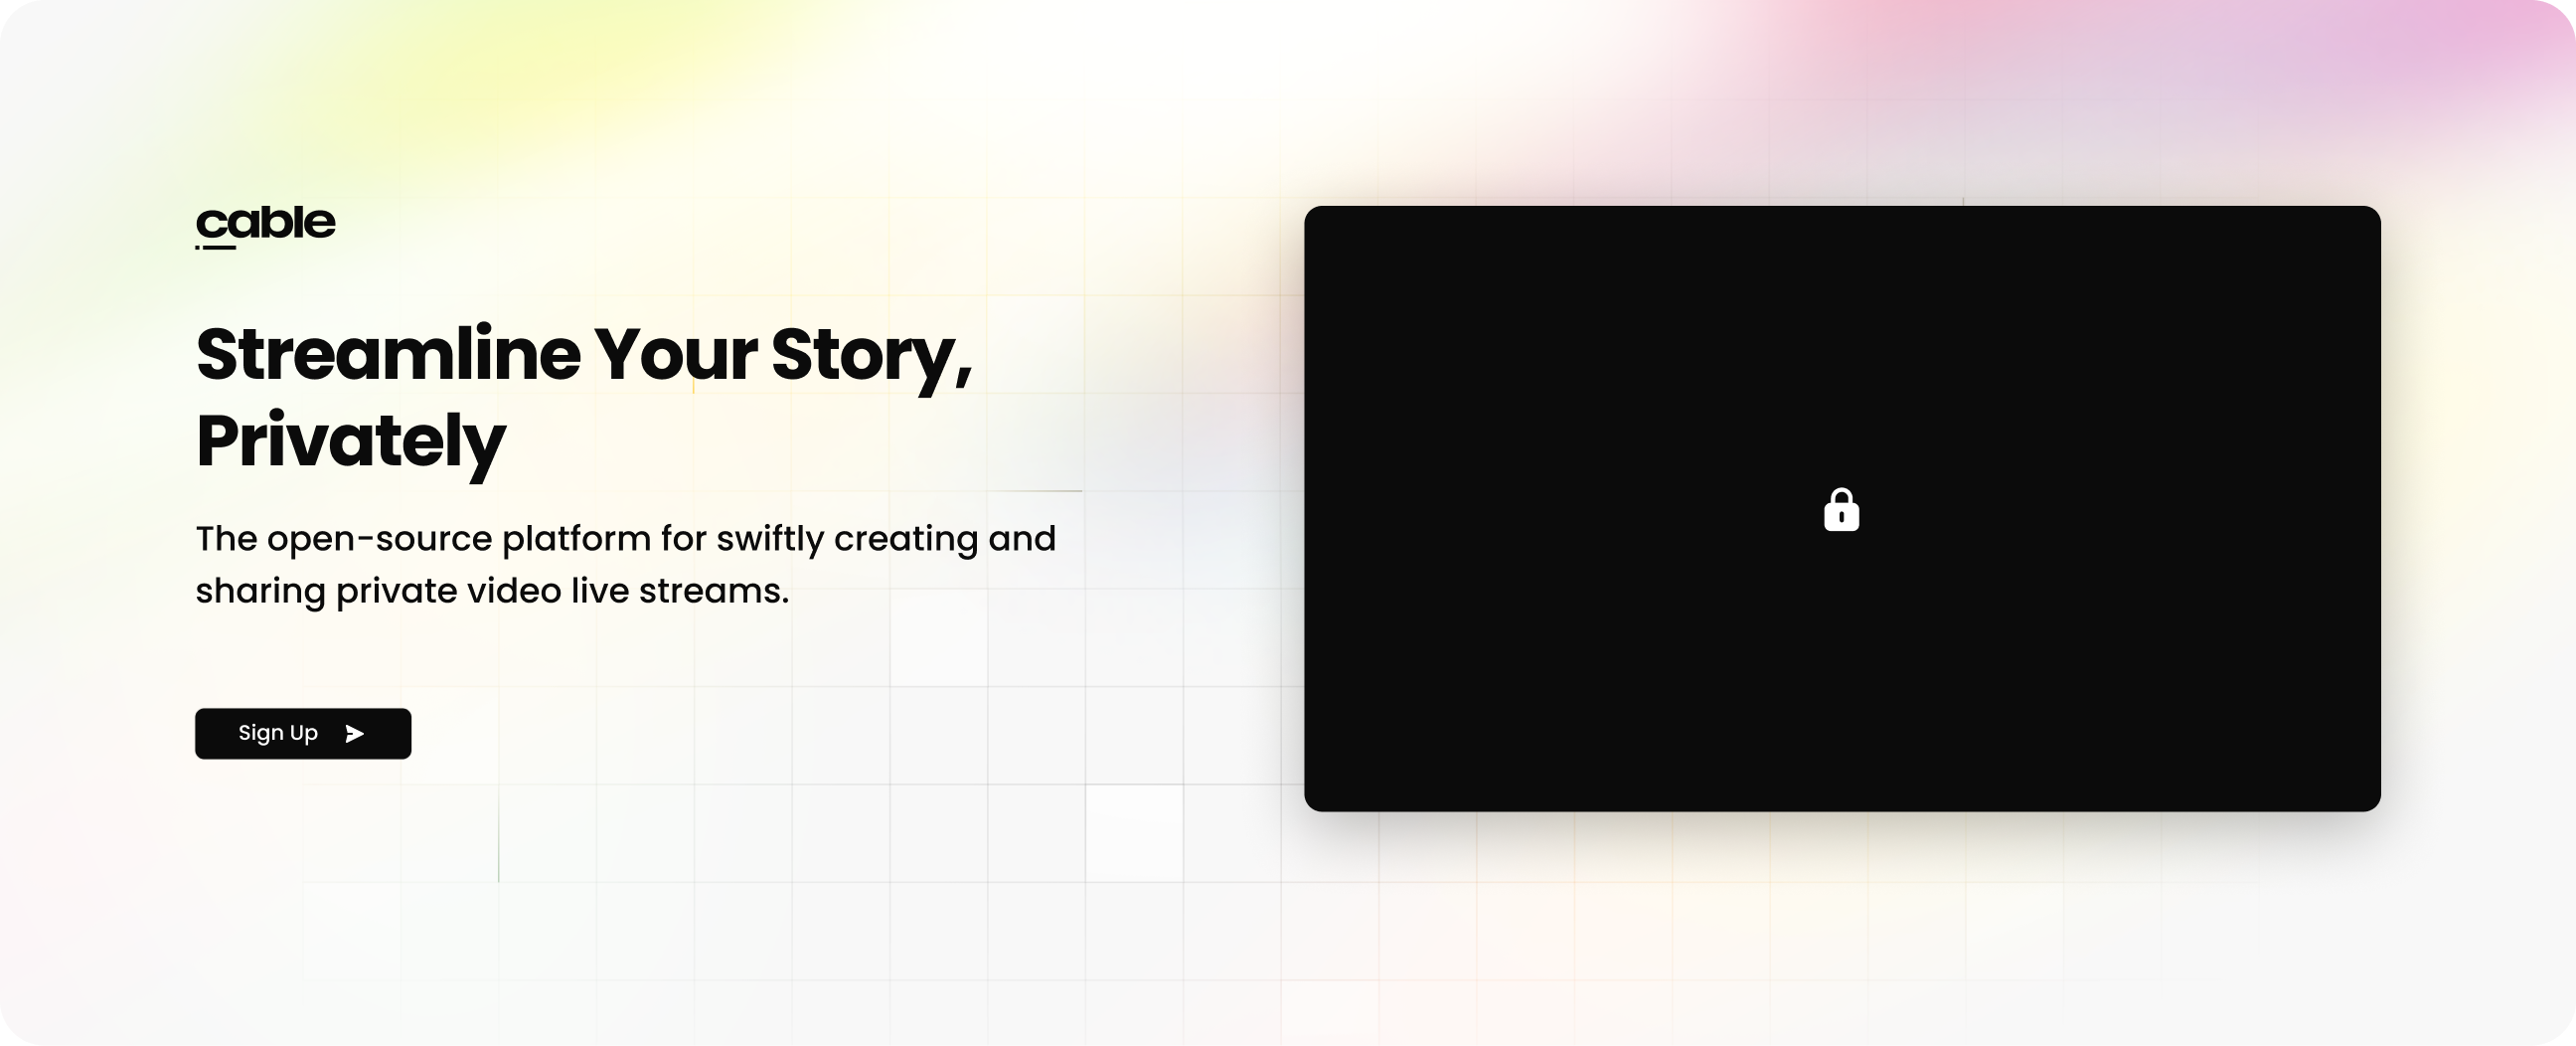 cable
Streamline Your Story,
Privately
The open-source platform for swiftly creating and
sharing private video live streams.
Sign Up